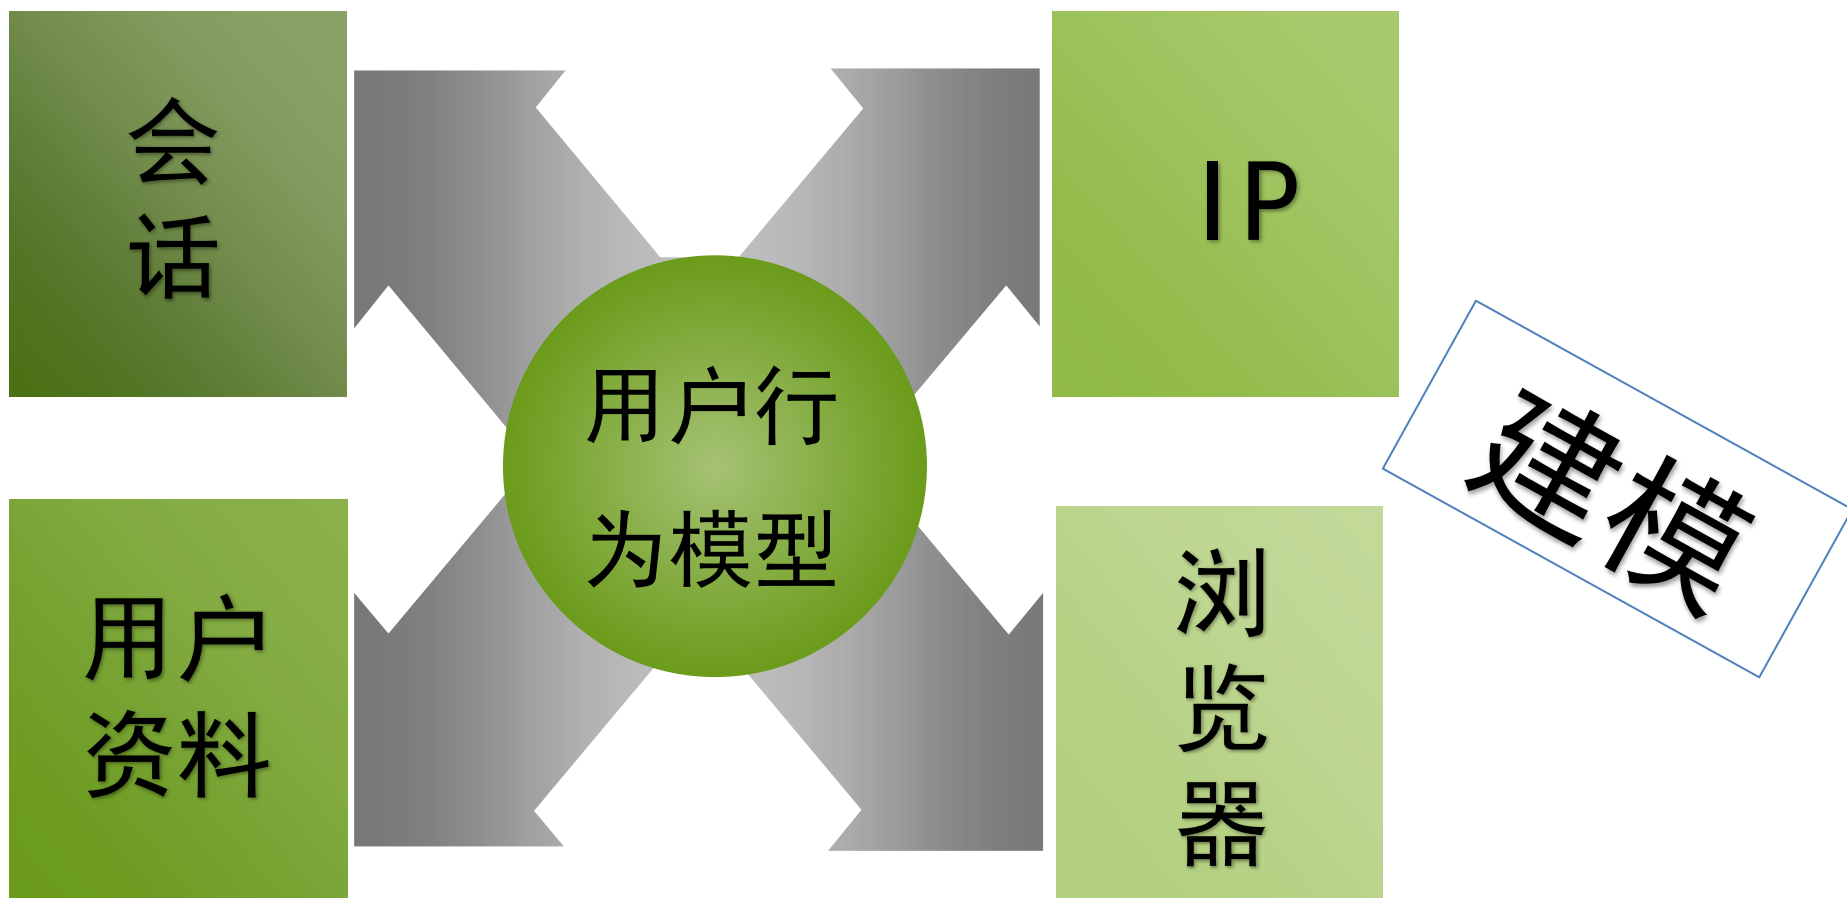 会
话
IP
用户行
为模型
建模
用户
资料
浏
览
器